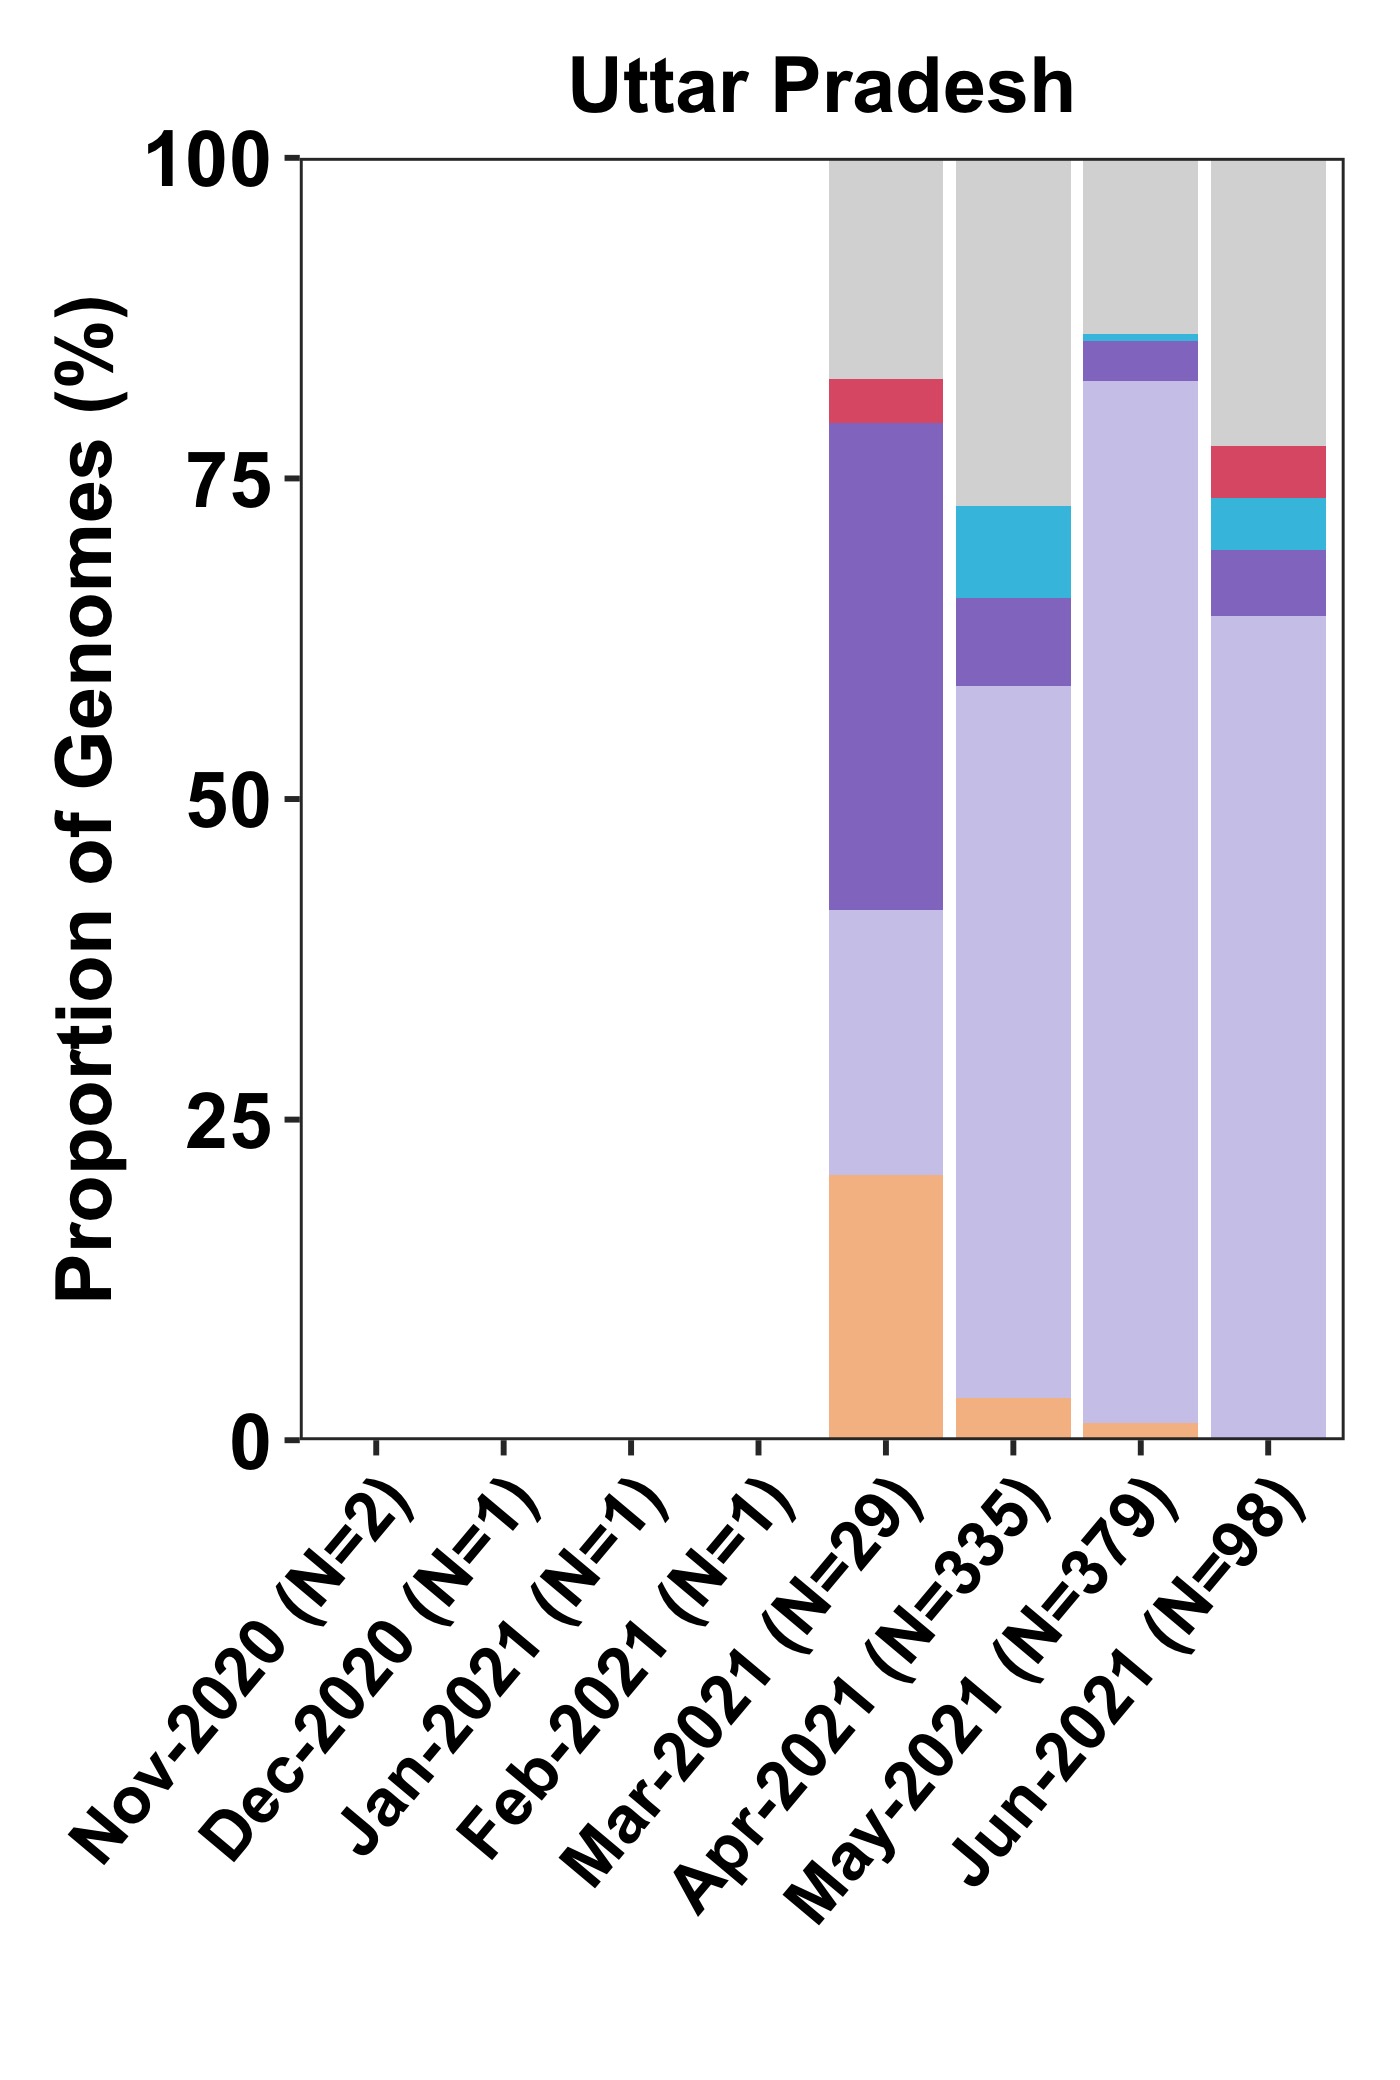 Uttar Pradesh
Proportion of Genomes (%)
100
75
50
25
0
Nov-2020 (N=2)
Dec-2020 (N=1)
Jan-2021 (N=1)
Feb-2021 (N=1)
Mar-2021 (N=29)
Apr-2021 (N=335)
May-2021 (N=379)
Jun-2021 (N=98)